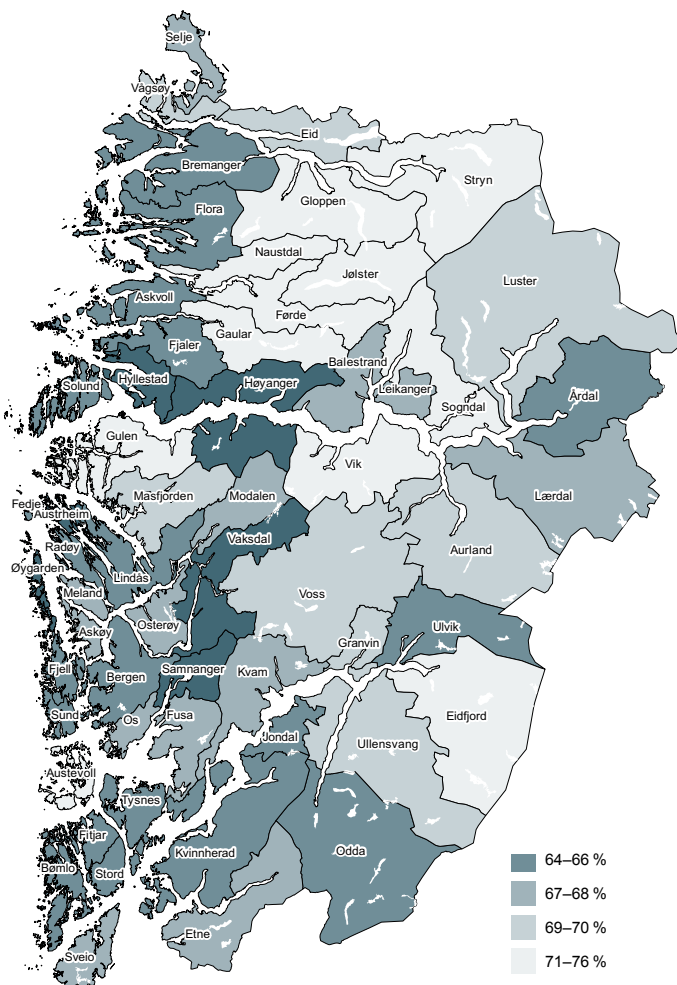 Selje
Vågsøy
Eid
Bremanger
Stryn
Gloppen
Flora
Naustdal
Jølster
Luster
Askvoll
Førde
Gaular
Fjaler
Balestrand
Hyllestad
Høyanger
Solund
Leikanger
Årdal
Sogndal
Gulen
Vik
Masfjorden
Modalen
Lærdal
Fedje
Austrheim
Vaksdal
Radøy
Aurland
Øygarden
Lindås
Meland
Voss
Osterøy
Askøy
Ulvik
Granvin
Fjell
Samnanger
Kvam
Bergen
Sund
Os
Fusa
Eidfjord
Jondal
Ullensvang
Austevoll
Tysnes
Fitjar
Kvinnherad
Odda
Bømlo
Stord
Etne
Sveio
64–66 %
67–68 %
69–70 %
71–76 %